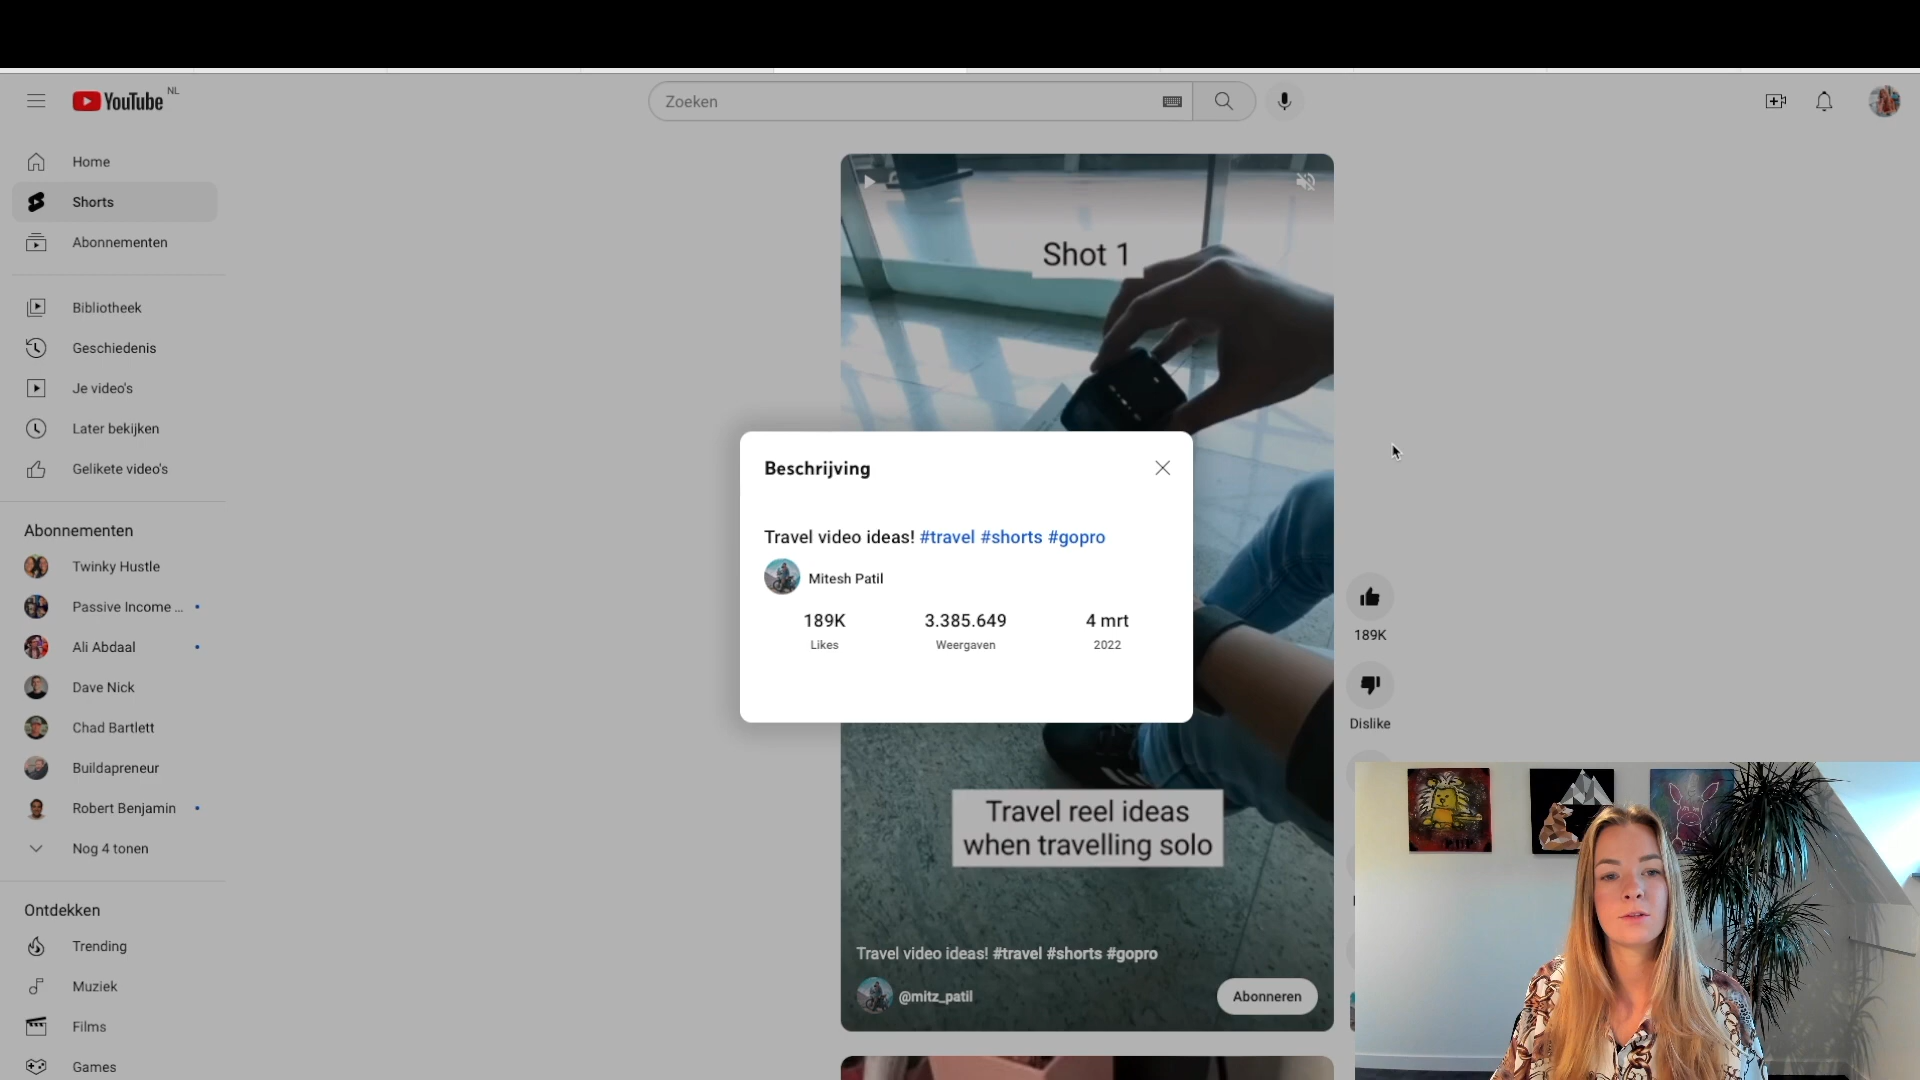 YouTube NL
Zoeken
Home
Shorts
Abonnementen
Bibliotheek
Geschiedenis
Je video's
Later bekijken
Gelikete video's
Abonnementen
Twinky Hustle
Passive Income ...
Ali Abdaal
Dave Nick
Chad Bartlett
Buildapreneur
Robert Benjamin
Nog 4 tonen
Ontdekken
Trending
Muziek
Films
Games
Shot 1
Beschrijving
Travel video ideas! #travel #shorts #gopro
Mitesh Patil
189K
Likes
3.385.649
Weergaven
4 mrt
2022
Travel reel ideas
when travelling solo
Travel video ideas! #travel #shorts #gopro
@mitz_patil
Abonneren
189K
Dislike